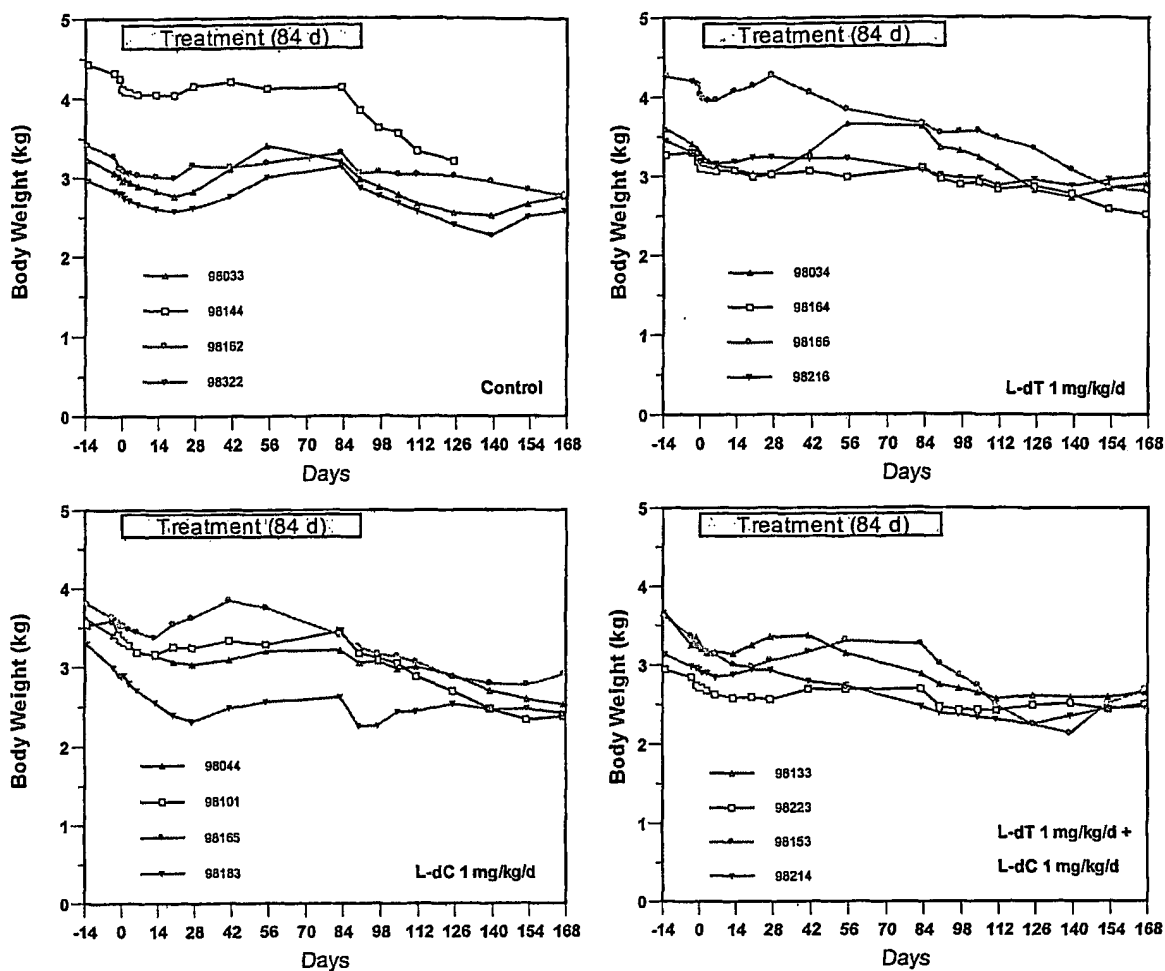 Treatment (84 d)
Body Weight (kg)
5
4
3
2
1
0
98033
98144
98162
98322
Control
-14 0 14 28 42 56 70 84 98 112 126 140 154 168
Days
Treatment (84 d)
Body Weight (kg)
5
4
3
2
1
0
98034
98164
98166
98216
L-dT 1 mg/kg/d
-14 0 14 28 42 56 70 84 98 112 126 140 154 168
Days
Treatment (84 d)
Body Weight (kg)
5
4
3
2
1
0
98044
98101
98165
98183
L-dC 1 mg/kg/d
-14 0 14 28 42 56 70 84 98 112 126 140 154 168
Days
Treatment (84 d)
Body Weight (kg)
5
4
3
2
1
0
98133
98223
98153
98214
L-dT 1 mg/kg/d +
L-dC 1 mg/kg/d
-14 0 14 28 42 56 70 84 98 112 126 140 154 168
Days